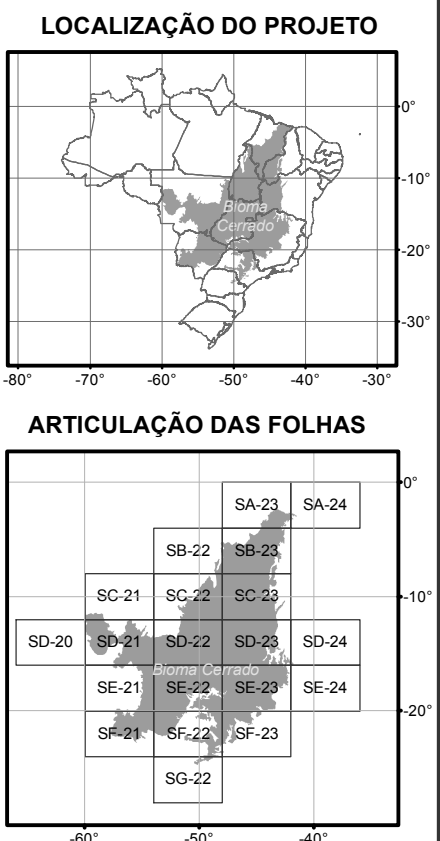 LOCALIZAÇÃO DO PROJETO
0°
-10°
Bioma
Cerrado
-20°
-30°
-80° -70° -60° -50° -40° -30°
ARTICULAÇÃO DAS FOLHAS
0°
SA-23 SA-24
SB-22 SB-23
SC-21 SC-22 SC-23 -10°
SD-20 SD-21 SD-22 SD-23 SD-24
Bioma Cerrado
SE-21 SE-22 SE-23 SE-24
-20°
SF-21 SF-22 SF-23
SG-22
-60° -50° -40°